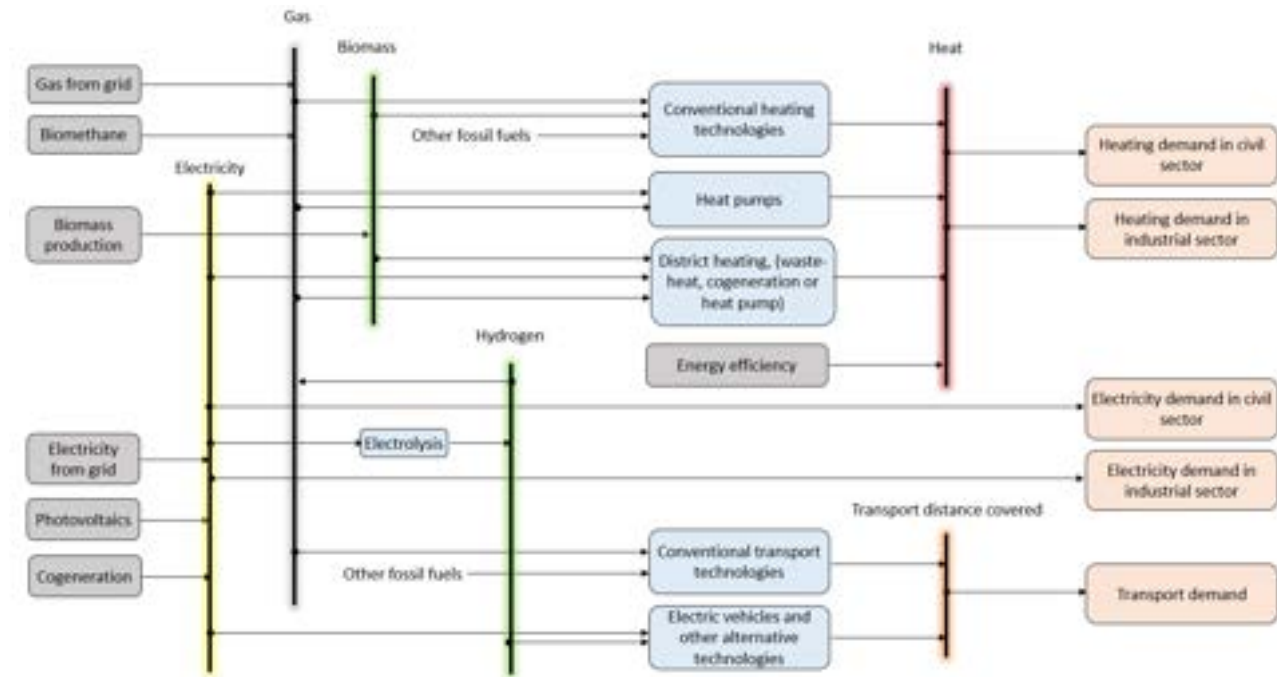 Gas
Biomass
Heat
Gas from grid
Conventional heating
technologies
Biomethane
Other fossil fuels
Heating demand in civil
sector
Electricity
Heat pumps
Biomass
production
Heating demand in
industrial sector
District heating, (waste-
heat, cogeneration or
heat pump)
Hydrogen
Energy efficiency
Electricity demand in civil
sector
Electrolysis
Electricity
from grid
Electricity demand in
industrial sector
Photovoltaics
Transport distance covered
Conventional transport
technologies
Cogeneration
Other fossil fuels
Transport demand
Electric vehicles and
other alternative
technologies